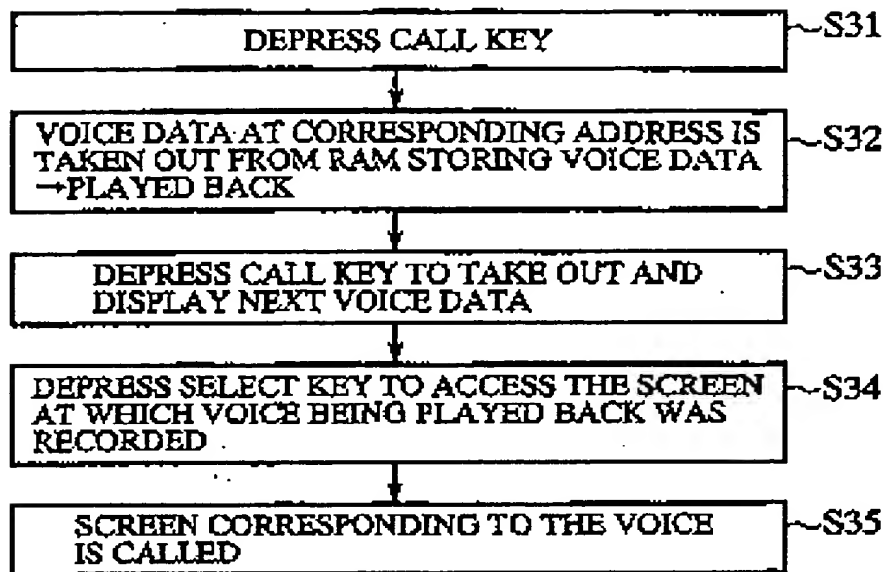 DEPRESS CALL KEY
~S31
VOICE DATA AT CORRESPONDING ADDRESS IS
TAKEN OUT FROM RAM STORING VOICE DATA
→PLAYED BACK
~S32
DEPRESS CALL KEY TO TAKE OUT AND
DISPLAY NEXT VOICE DATA
~S33
DEPRESS SELECT KEY TO ACCESS THE SCREEN
AT WHICH VOICE BEING PLAYED BACK WAS
RECORDED
~S34
SCREEN CORRESPONDING TO THE VOICE
IS CALLED
~S35